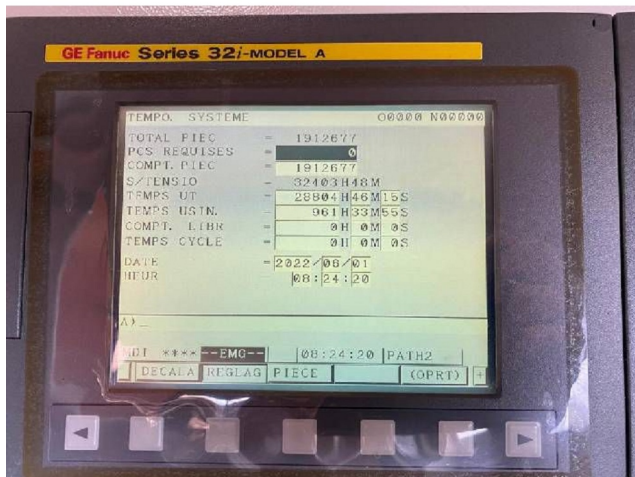 GE Fanuc Series 32i-MODEL A
TEMPO. SYSTEME O0000 N00000
TOTAL PIEC = 1912677
PCS REQUISES = 0
COMPT. PIEC = 1912677
S/TENSIO = 32403H48M
TEMPS UT = 28804H46M15S
TEMPS USIN. = 961H33M55S
COMPT. LIBR = 0H 0M 0S
TEMPS CYCLE = 0H 0M 0S
DATE = 2022/06/01
HEUR 08:24:20
A)_
MDI **** --EMG-- 08:24:20 PATH2
DECALA REGLAG PIECE (OPRT) +